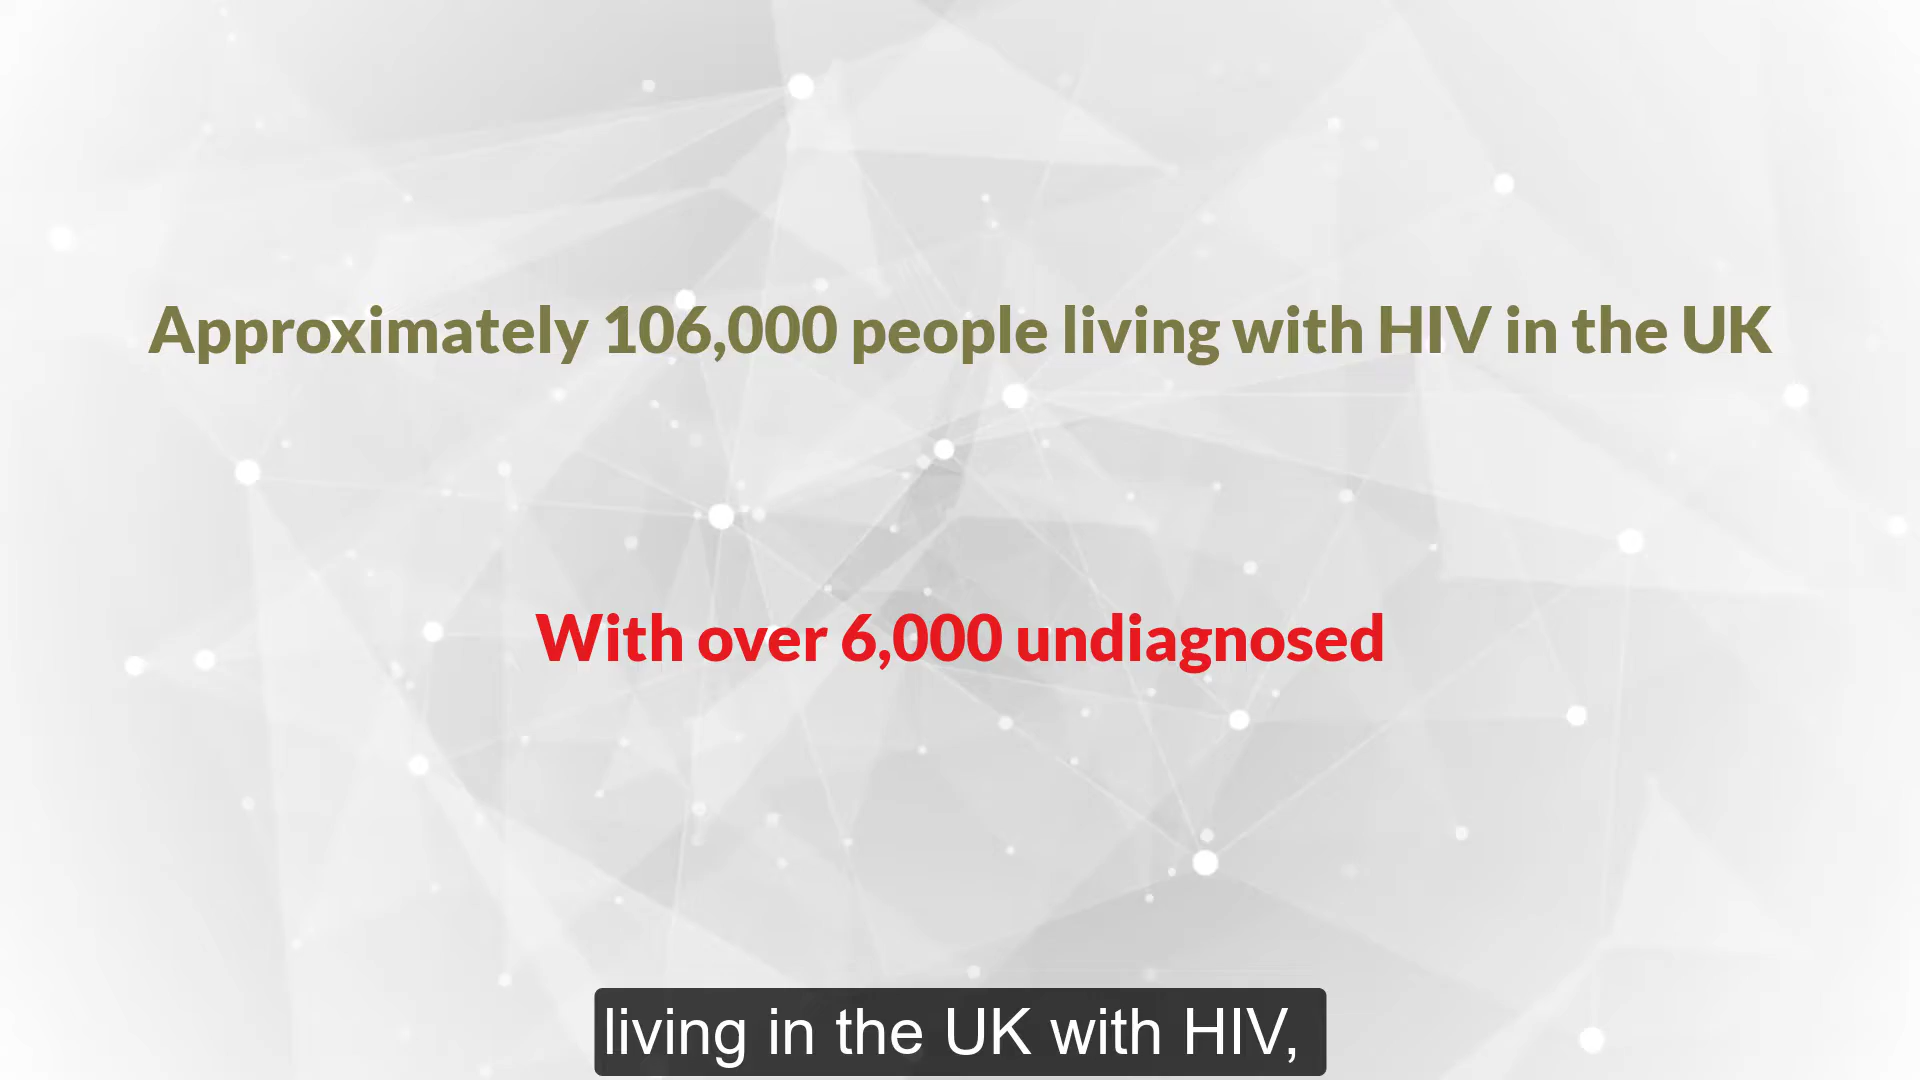 Approximately 106,000 people living with HIV in the UK
With over 6,000 undiagnosed
living in the UK with HIV,